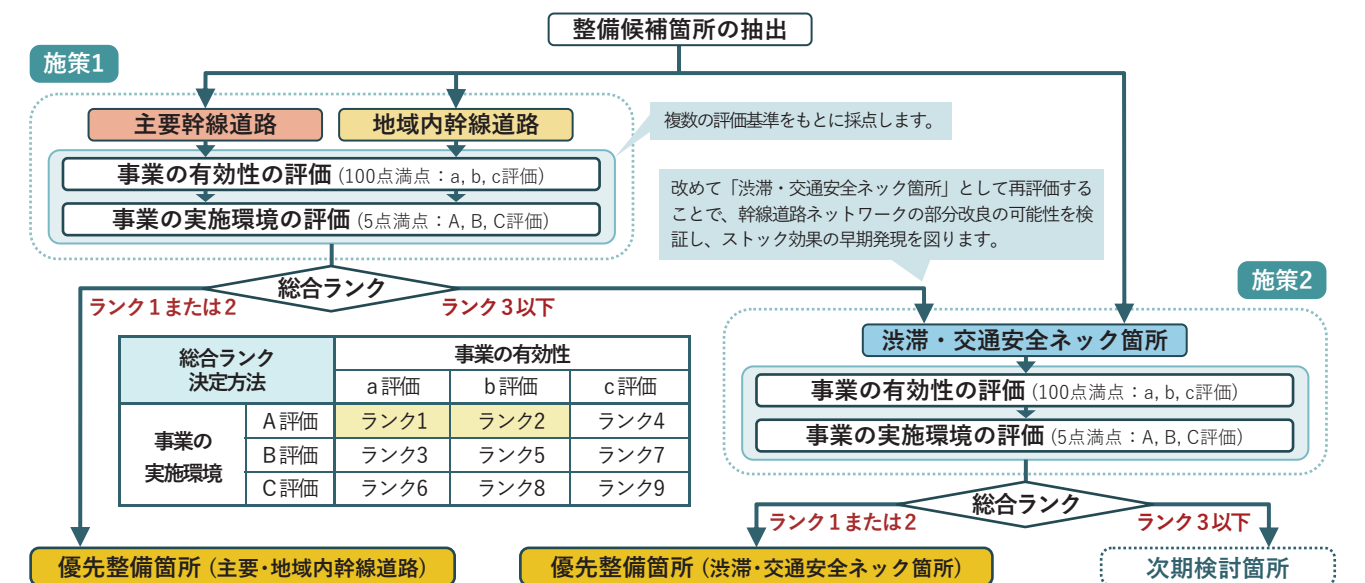 整備候補箇所の抽出
施策1
主要幹線道路
地域内幹線道路
複数の評価基準をもとに採点します。
事業の有効性の評価 (100点満点：a, b, c評価)
事業の実施環境の評価 (5点満点：A, B, C評価)
改めて「渋滞・交通安全ネック箇所」として再評価する
ことで、幹線道路ネットワークの部分改良の可能性を検
証し、ストック効果の早期発現を図ります。
総合ランク
ランク1または2
ランク3以下
施策2
総合ランク
決定方法
事業の有効性
a評価
b評価
c評価
事業の
実施環境
A評価
ランク1
ランク2
ランク4
B評価
ランク3
ランク5
ランク7
C評価
ランク6
ランク8
ランク9
渋滞・交通安全ネック箇所
事業の有効性の評価 (100点満点：a, b, c評価)
事業の実施環境の評価 (5点満点：A, B, C評価)
総合ランク
ランク1または2
ランク3以下
優先整備箇所（主要・地域内幹線道路）
優先整備箇所（渋滞・交通安全ネック箇所）
次期検討箇所